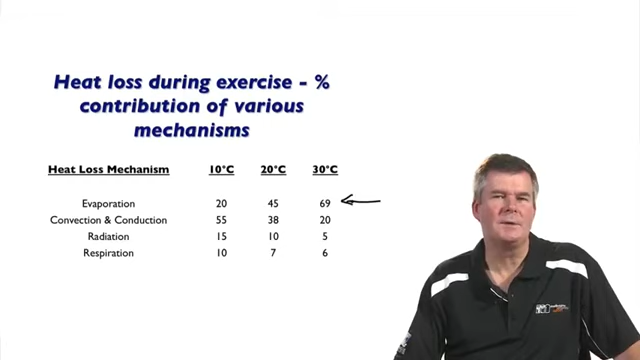 Heat loss during exercise - %
contribution of various
mechanisms
Heat Loss Mechanism 10°C 20°C 30°C
Evaporation 20 45 69
Convection & Conduction 55 38 20
Radiation 15 10 5
Respiration 10 7 6